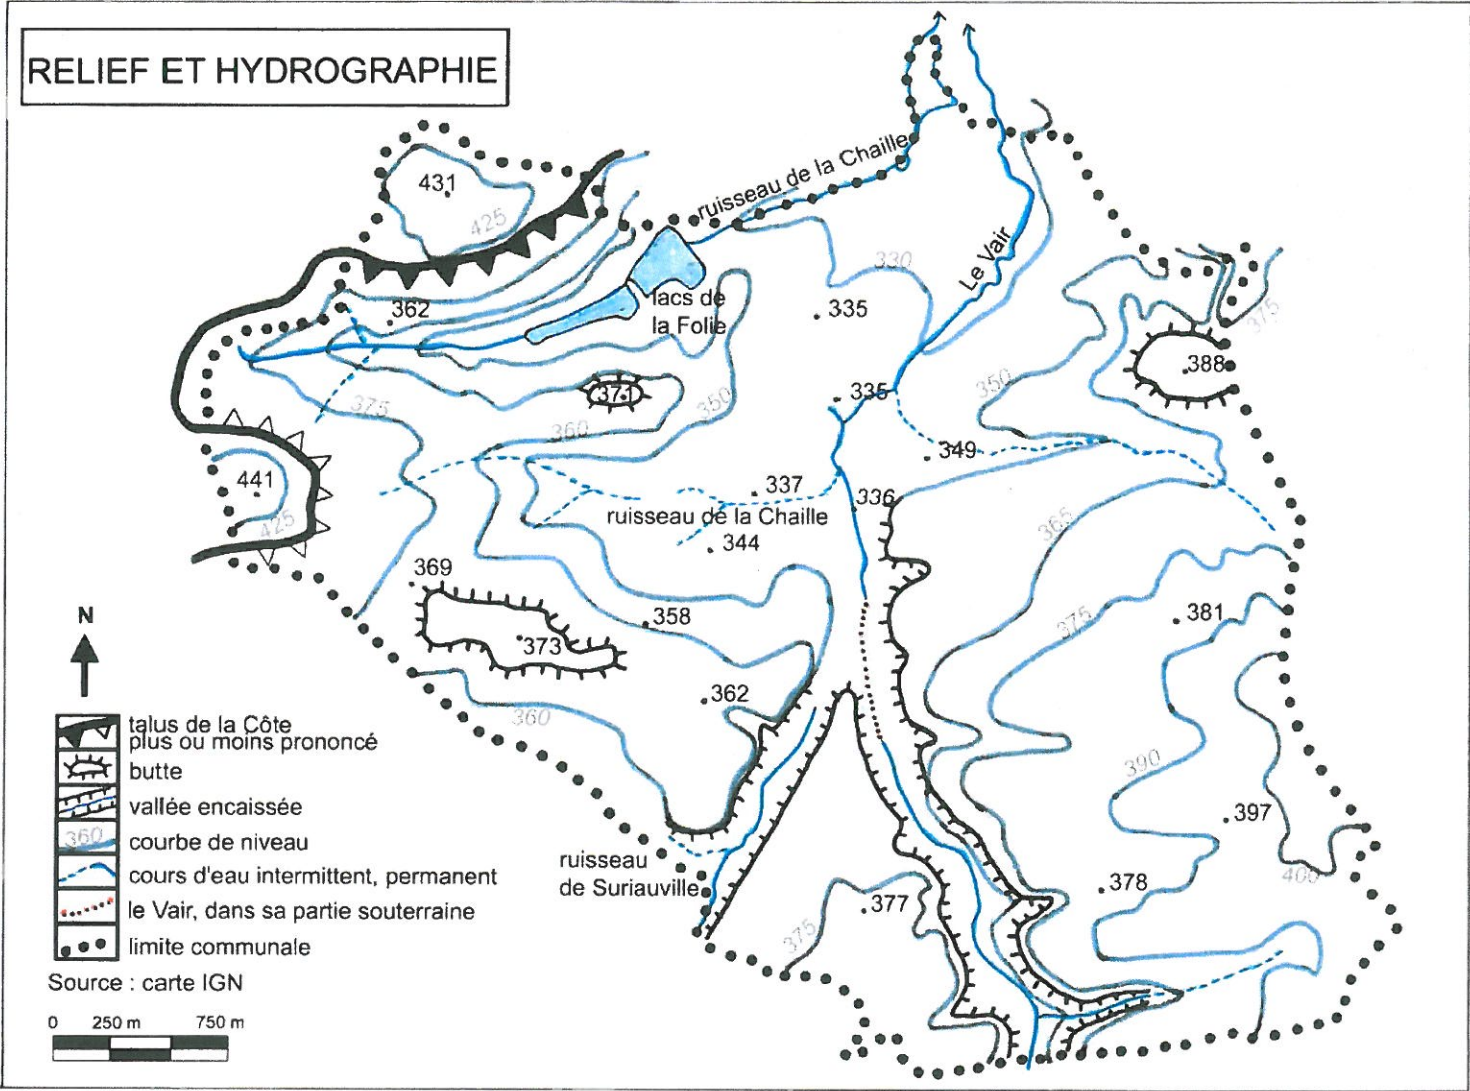 RELIEF ET HYDROGRAPHIE
431
425
ruisseau de la Chaille
Le Vair
330
362
lacs de
la Folie
335
375
388
371
350
335
350
375
360
349
441
425
337
336
ruisseau de la Chaille
344
365
369
358
375
381
373
362
360
390
397
400
378
377
375
ruisseau
de Suriauville
N
talus de la Côte
plus ou moins prononcé
butte
vallée encaissée
360
courbe de niveau
cours d'eau intermittent, permanent
le Vair, dans sa partie souterraine
limite communale
Source : carte IGN
0 250 m 750 m